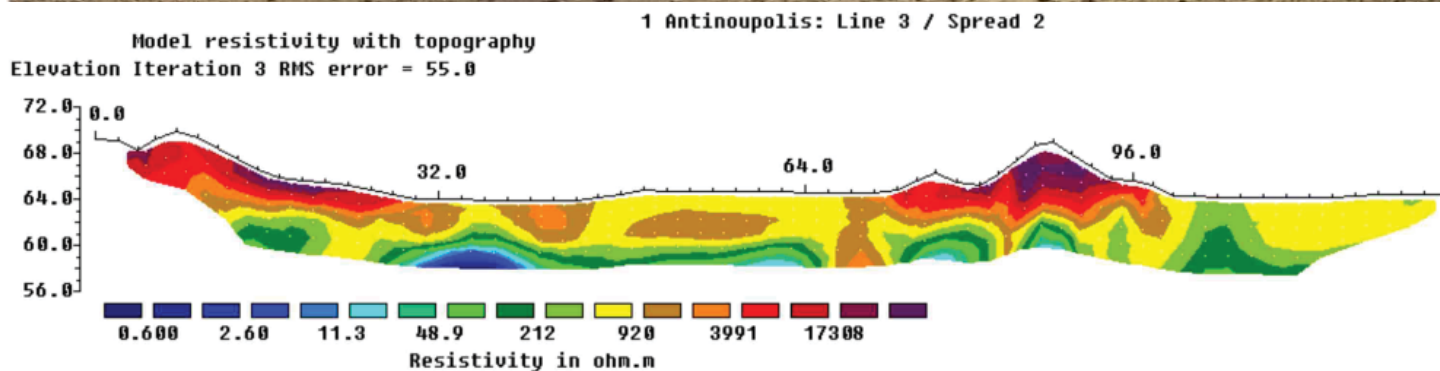 1 Antinoupolis: Line 3 / Spread 2
Model resistivity with topography
Elevation Iteration 3 RMS error = 55.0
72.0
0.0
68.0
32.0
64.0
96.0
64.0
60.0
56.0
0.600 2.60 11.3 48.9 212 920 3991 17308
Resistivity in ohm.m